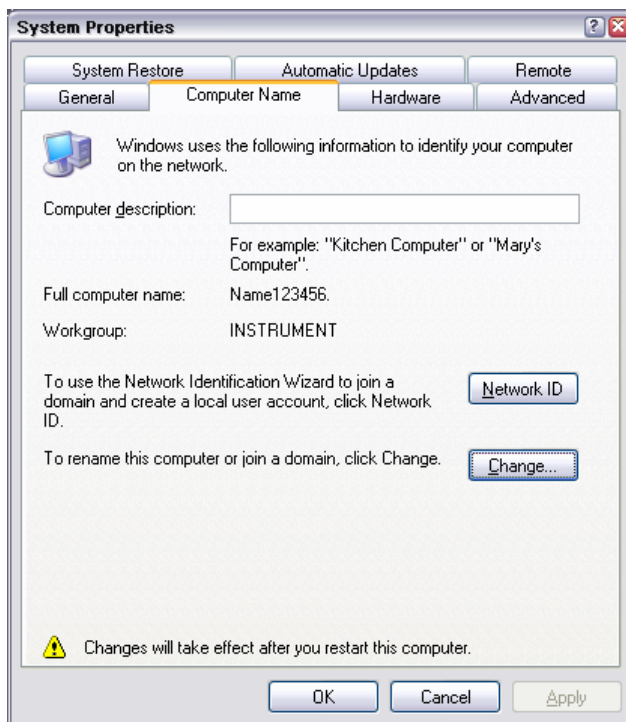 System Properties
System Restore
Automatic Updates
Remote
General
Computer Name
Hardware
Advanced
Windows uses the following information to identify your computer
on the network.
Computer description:
For example: "Kitchen Computer" or "Mary's
Computer".
Full computer name:
Name123456.
Workgroup:
INSTRUMENT
To use the Network Identification Wizard to join a
domain and create a local user account, click Network
ID.
Network ID
To rename this computer or join a domain, click Change.
Change...
Changes will take effect after you restart this computer.
OK
Cancel
Apply